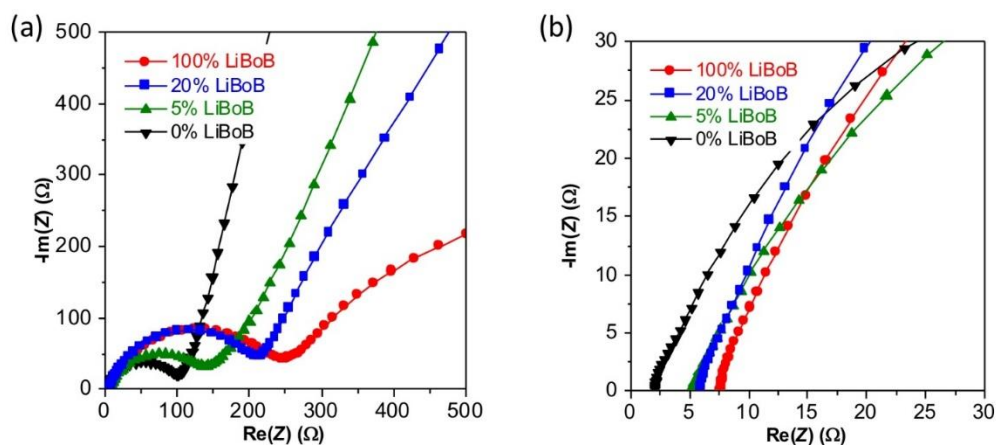 (a)
500
400
300
200
100
0
-Im(Z) (Ω)
100% LiBoB
20% LiBoB
5% LiBoB
0% LiBoB
0 100 200 300 400 500
Re(Z) (Ω)
(b)
30
25
20
15
10
5
0
-Im(Z) (Ω)
100% LiBoB
20% LiBoB
5% LiBoB
0% LiBoB
0 5 10 15 20 25 30
Re(Z) (Ω)